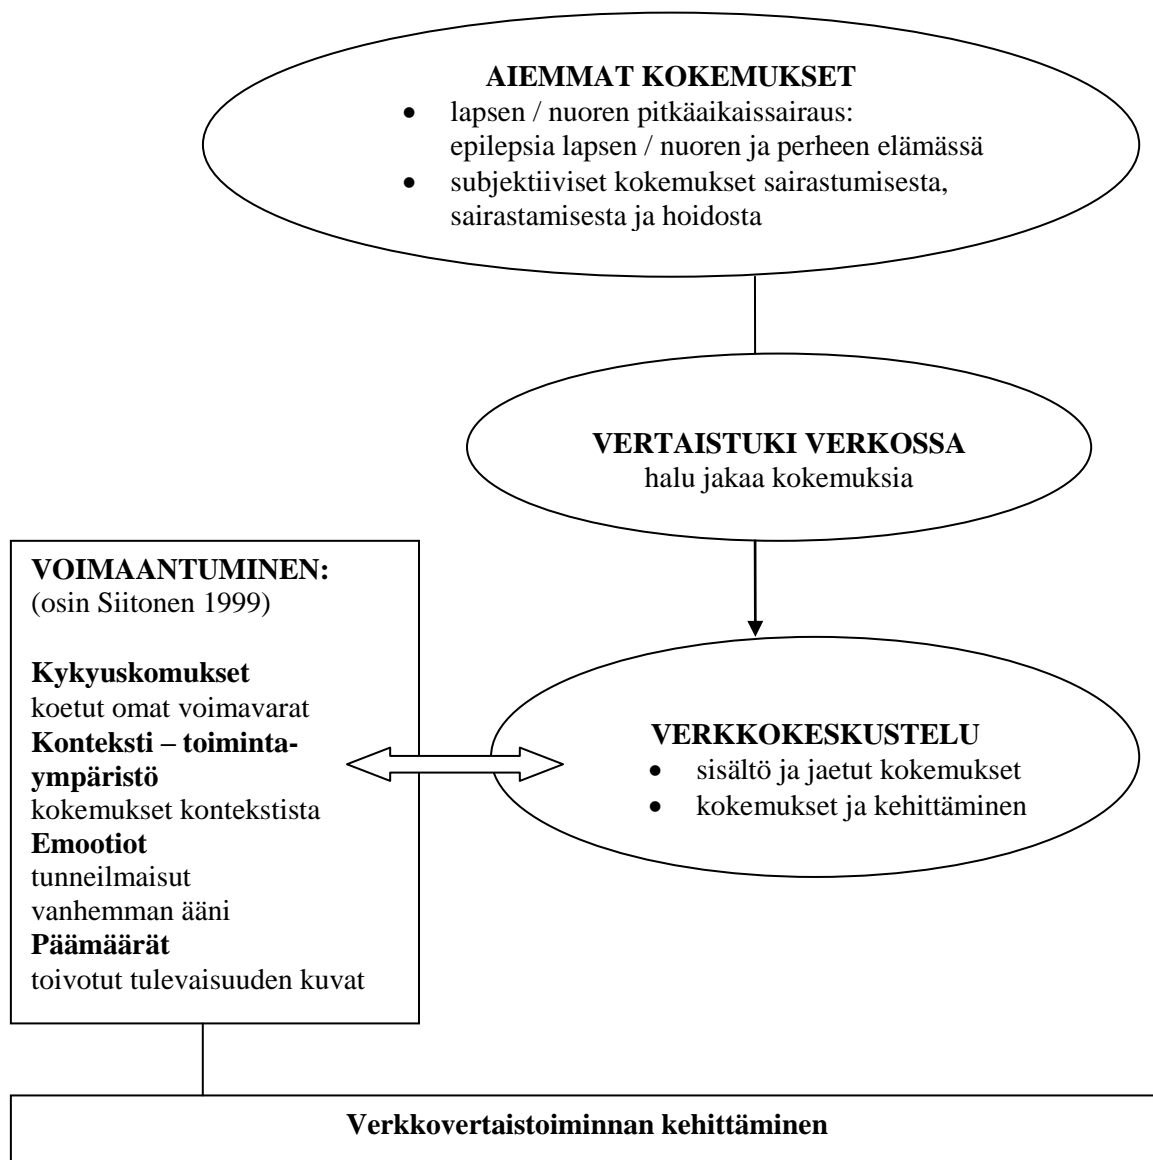 AIEMMAT KOKEMUKSET
• lapsen / nuoren pitkäaikaissairaus:
epilepsia lapsen / nuoren ja perheen elämässä
• subjektiiviset kokemukset sairastumisesta,
sairastamisesta ja hoidosta
VERTAISTUKI VERKOSSA
halu jakaa kokemuksia
VOIMAANTUMINEN:
(osin Siitonen 1999)
Kykyuskomukset
koetut omat voimavarat
Konteksti – toiminta-
ympäristö
kokemukset kontekstista
Emootiot
tunneilmaisut
vanhemman ääni
Päämäärät
toivotut tulevaisuuden kuvat
VERKKOKESKUSTELU
• sisältö ja jaetut kokemukset
• kokemukset ja kehittäminen
Verkkovertaistoiminnan kehittäminen